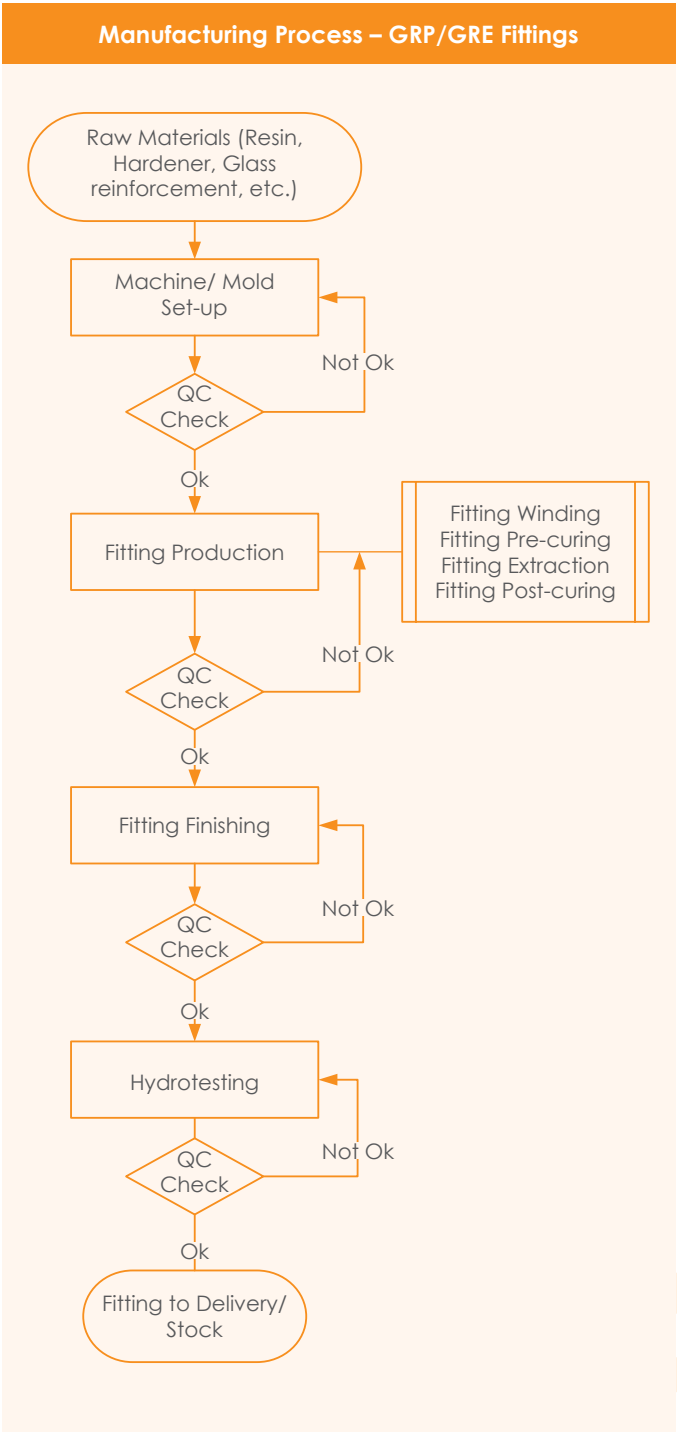 Manufacturing Process – GRP/GRE Fittings
Raw Materials (Resin,
Hardener, Glass
reinforcement, etc.)
Machine/ Mold
Set-up
Not Ok
QC
Check
Ok
Fitting Production
Fitting Winding
Fitting Pre-curing
Fitting Extraction
Fitting Post-curing
Not Ok
QC
Check
Ok
Fitting Finishing
Not Ok
QC
Check
Ok
Hydrotesting
Not Ok
QC
Check
Ok
Fitting to Delivery/
Stock